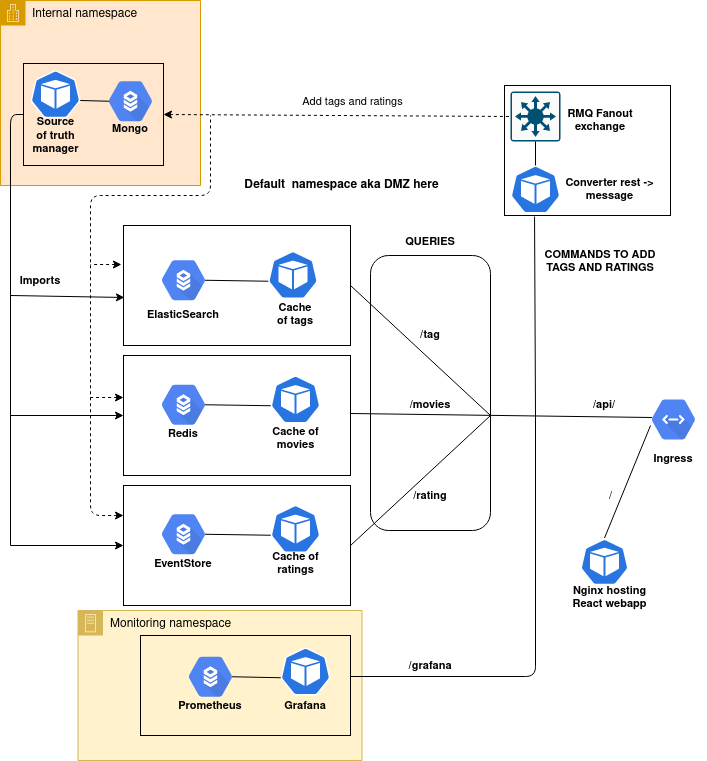 Internal namespace
Source
of truth
manager
Mongo
Add tags and ratings
RMQ Fanout
exchange
Converter rest ->
message
Default  namespace aka DMZ here
QUERIES
COMMANDS TO ADD
TAGS AND RATINGS
Imports
ElasticSearch
Cache
of tags
/tag
Redis
Cache of
movies
/movies
/api/
Ingress
/rating
/
EventStore
Cache of
ratings
Nginx hosting
React webapp
Monitoring namespace
Prometheus
Grafana
/grafana